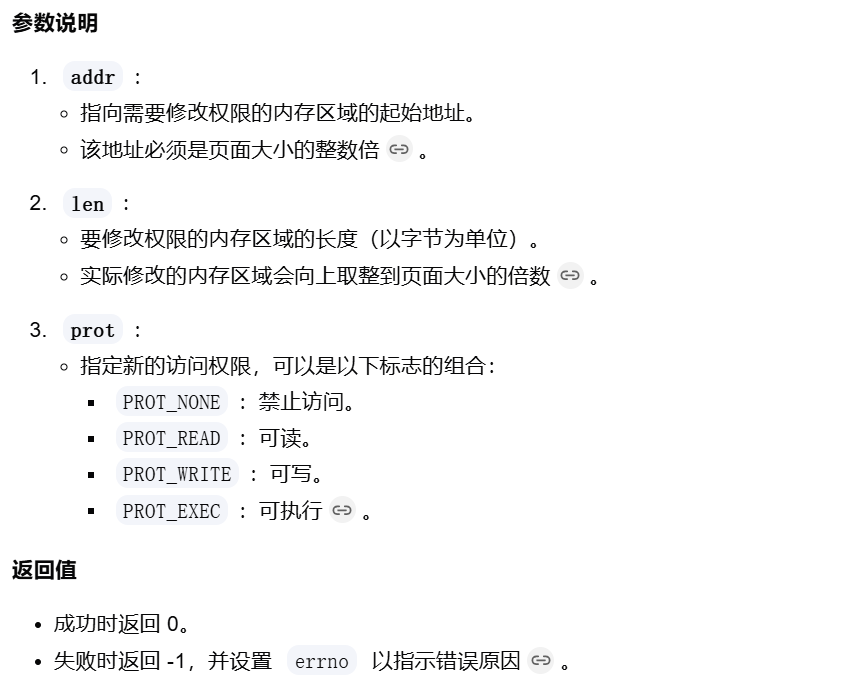 参数说明
1. addr ：
指向需要修改权限的内存区域的起始地址。
该地址必须是页面大小的整数倍 。
2. len ：
要修改权限的内存区域的长度（以字节为单位）。
实际修改的内存区域会向上取整到页面大小的倍数 。
3. prot ：
指定新的访问权限，可以是以下标志的组合：
PROT_NONE ：禁止访问。
PROT_READ ：可读。
PROT_WRITE ：可写。
PROT_EXEC ：可执行 。
返回值
成功时返回 0。
失败时返回 -1，并设置 errno 以指示错误原因 。